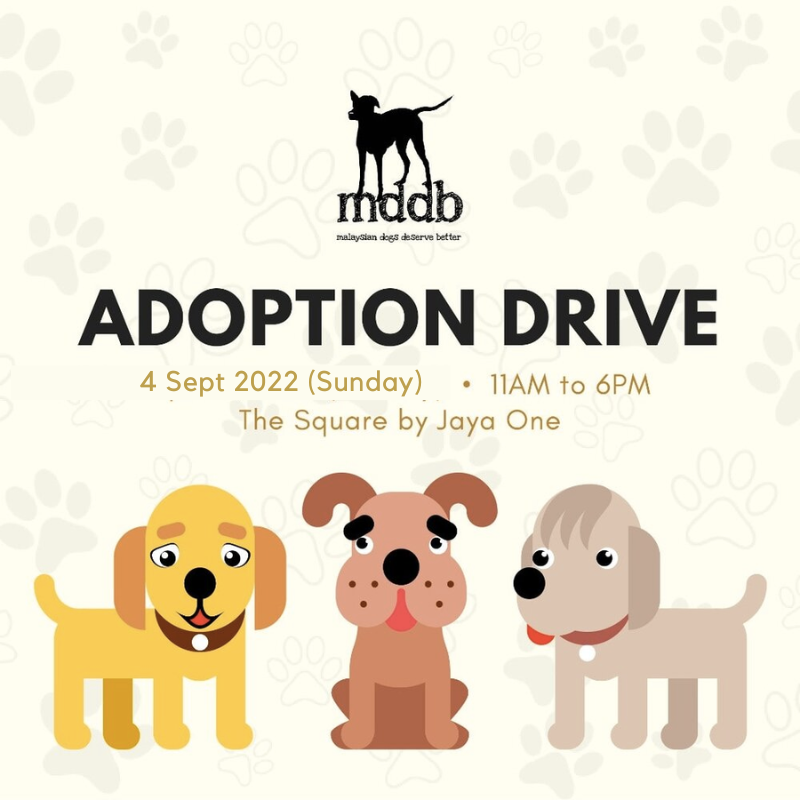 mddb
malaysian dogs deserve better
ADOPTION DRIVE
4 Sept 2022 (Sunday) • 11AM to 6PM
The Square by Jaya One